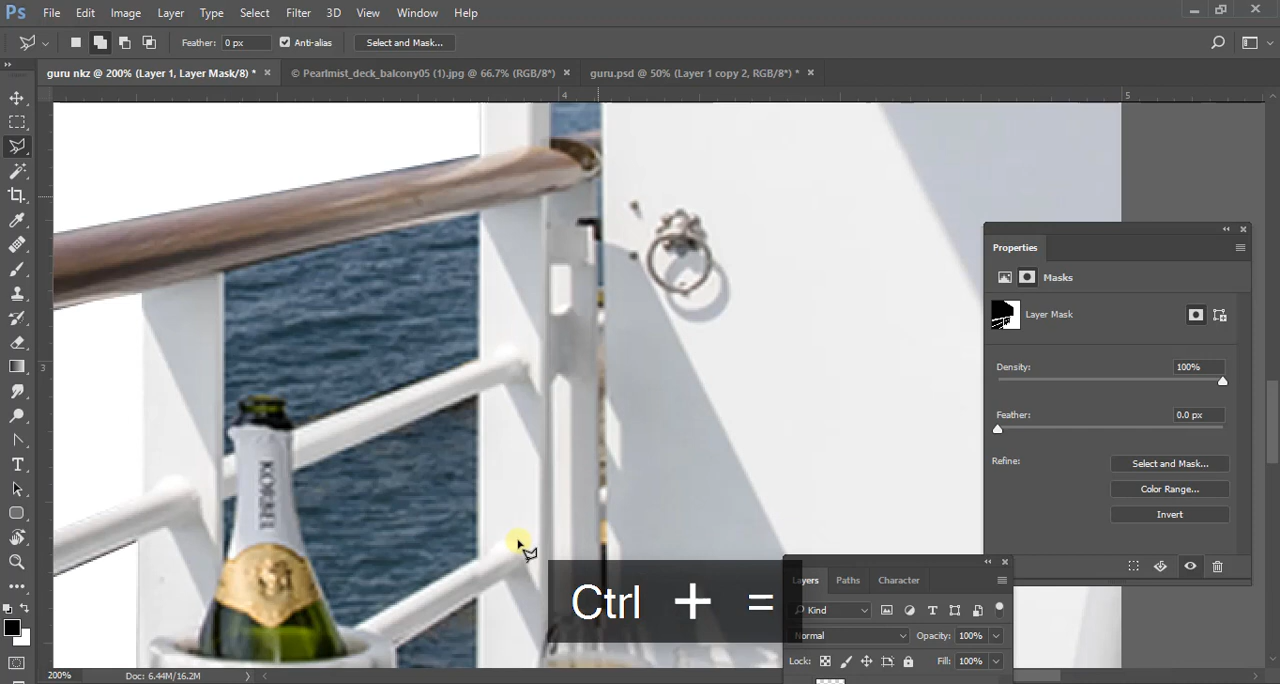 Ps File Edit Image Layer Type Select Filter 3D View Window Help
Feather: 0 px Anti-alias Select and Mask...
guru nkz @ 200% (Layer 1, Layer Mask/8) * × © Pearlmist_deck_balcony05 (1).jpg @ 66.7% (RGB/8*) × guru.psd @ 50% (Layer 1 copy 2, RGB/8*) * ×
4 5
3
KORBEL
Properties
Masks
Layer Mask
Density: 100%
Feather: 0.0 px
Refine: Select and Mask...
Color Range...
Invert
Ctrl + =
Layers Paths Character
Kind
Normal Opacity: 100%
Lock: Fill: 100%
200% Doc: 6.44M/16.2M